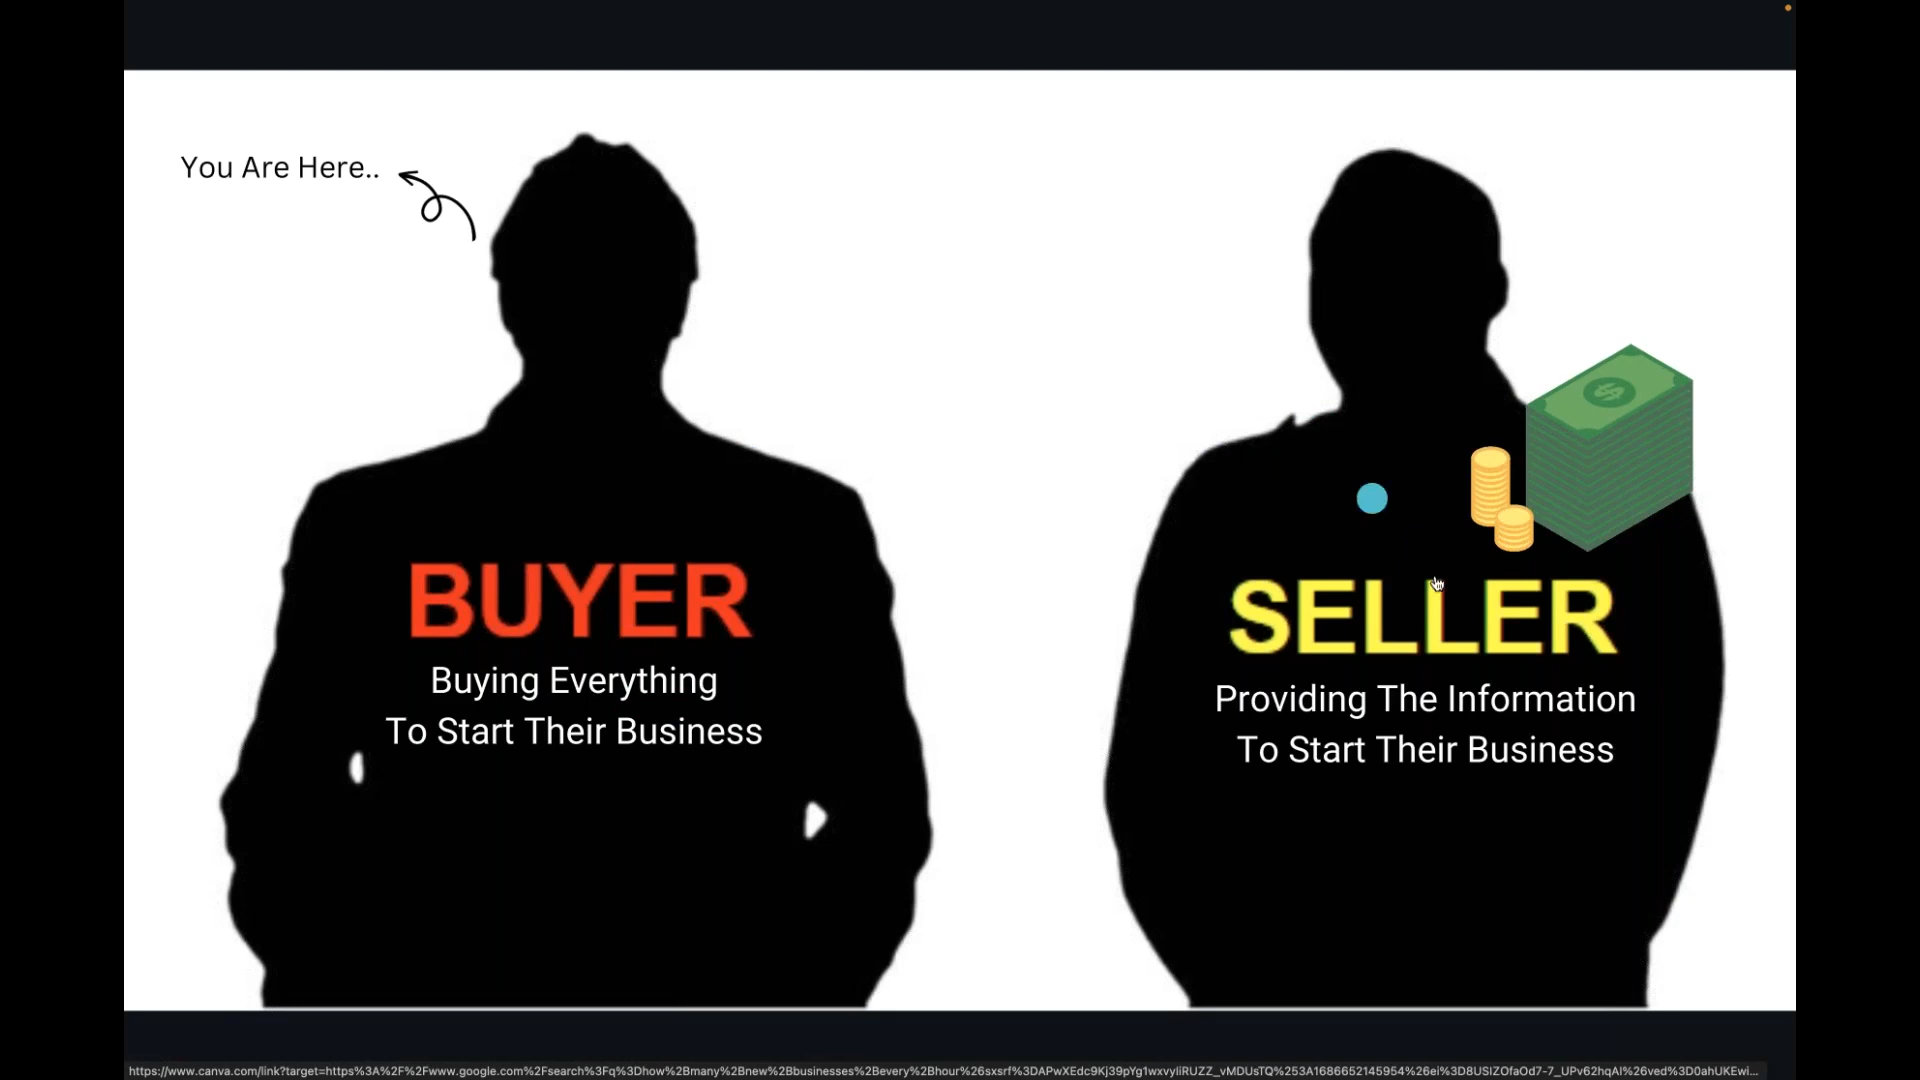 You Are Here..
BUYER
Buying Everything
To Start Their Business
SELLER
Providing The Information
To Start Their Business